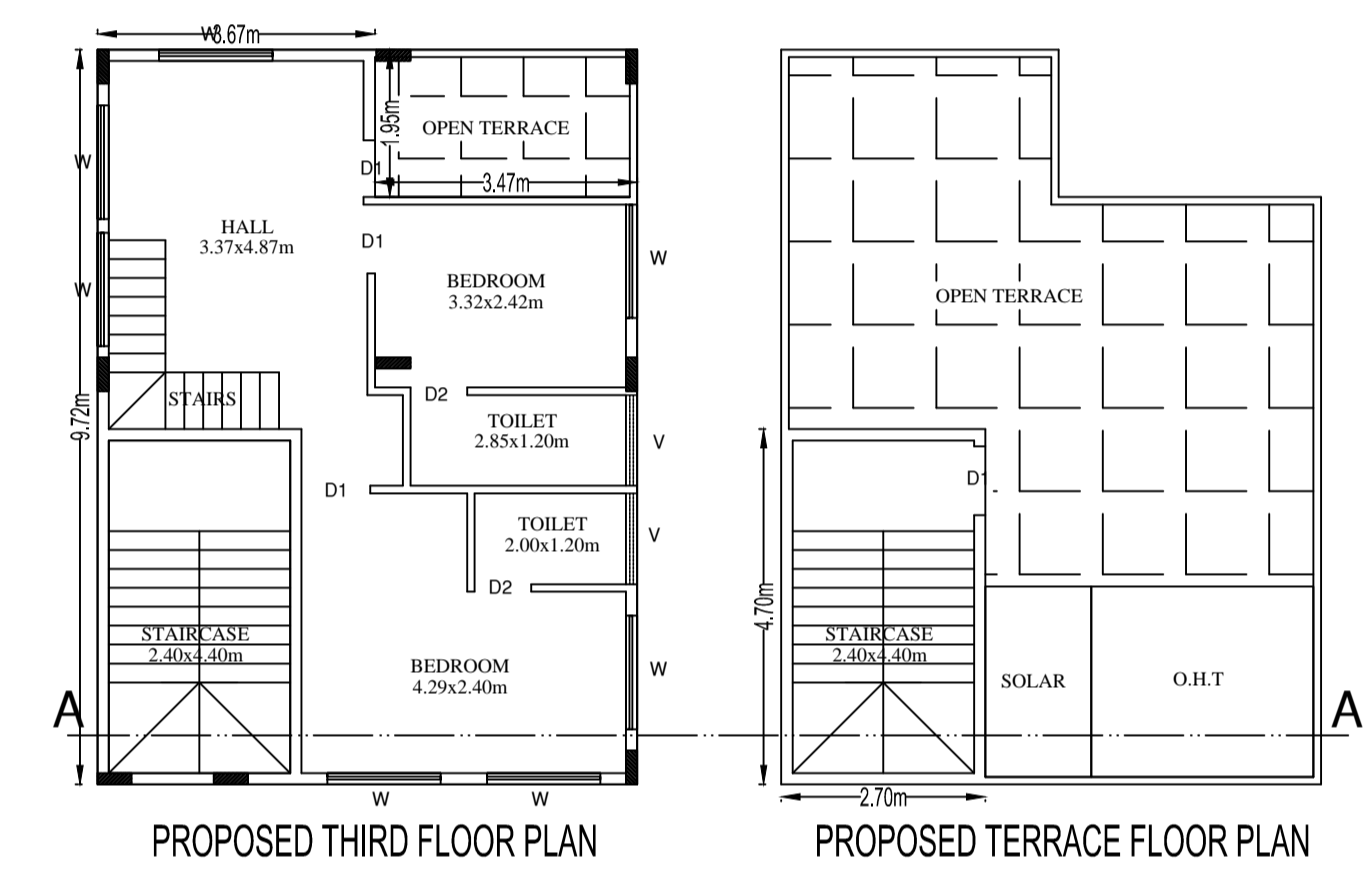 W
3.67m
1.95m
OPEN TERRACE
D1
3.47m
W
HALL
3.37x4.87m
D1
BEDROOM
3.32x2.42m
W
W
9.72m
STAIRS
D2
TOILET
2.85x1.20m
V
D1
TOILET
2.00x1.20m
V
D2
STAIRCASE
2.40x4.40m
BEDROOM
4.29x2.40m
W
A
W
W
PROPOSED THIRD FLOOR PLAN
OPEN TERRACE
D1
4.70m
STAIRCASE
2.40x4.40m
SOLAR
O.H.T
A
2.70m
PROPOSED TERRACE FLOOR PLAN